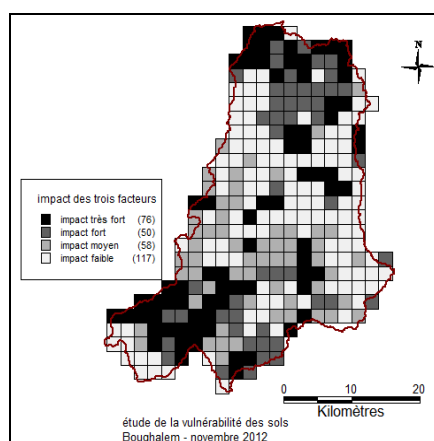 N
impact des trois facteurs
impact très fort (76)
impact fort (50)
impact moyen (58)
impact faible (117)
0 10 20
Kilomètres
étude de la vulnérabilité des sols
Boughalem - novembre 2012